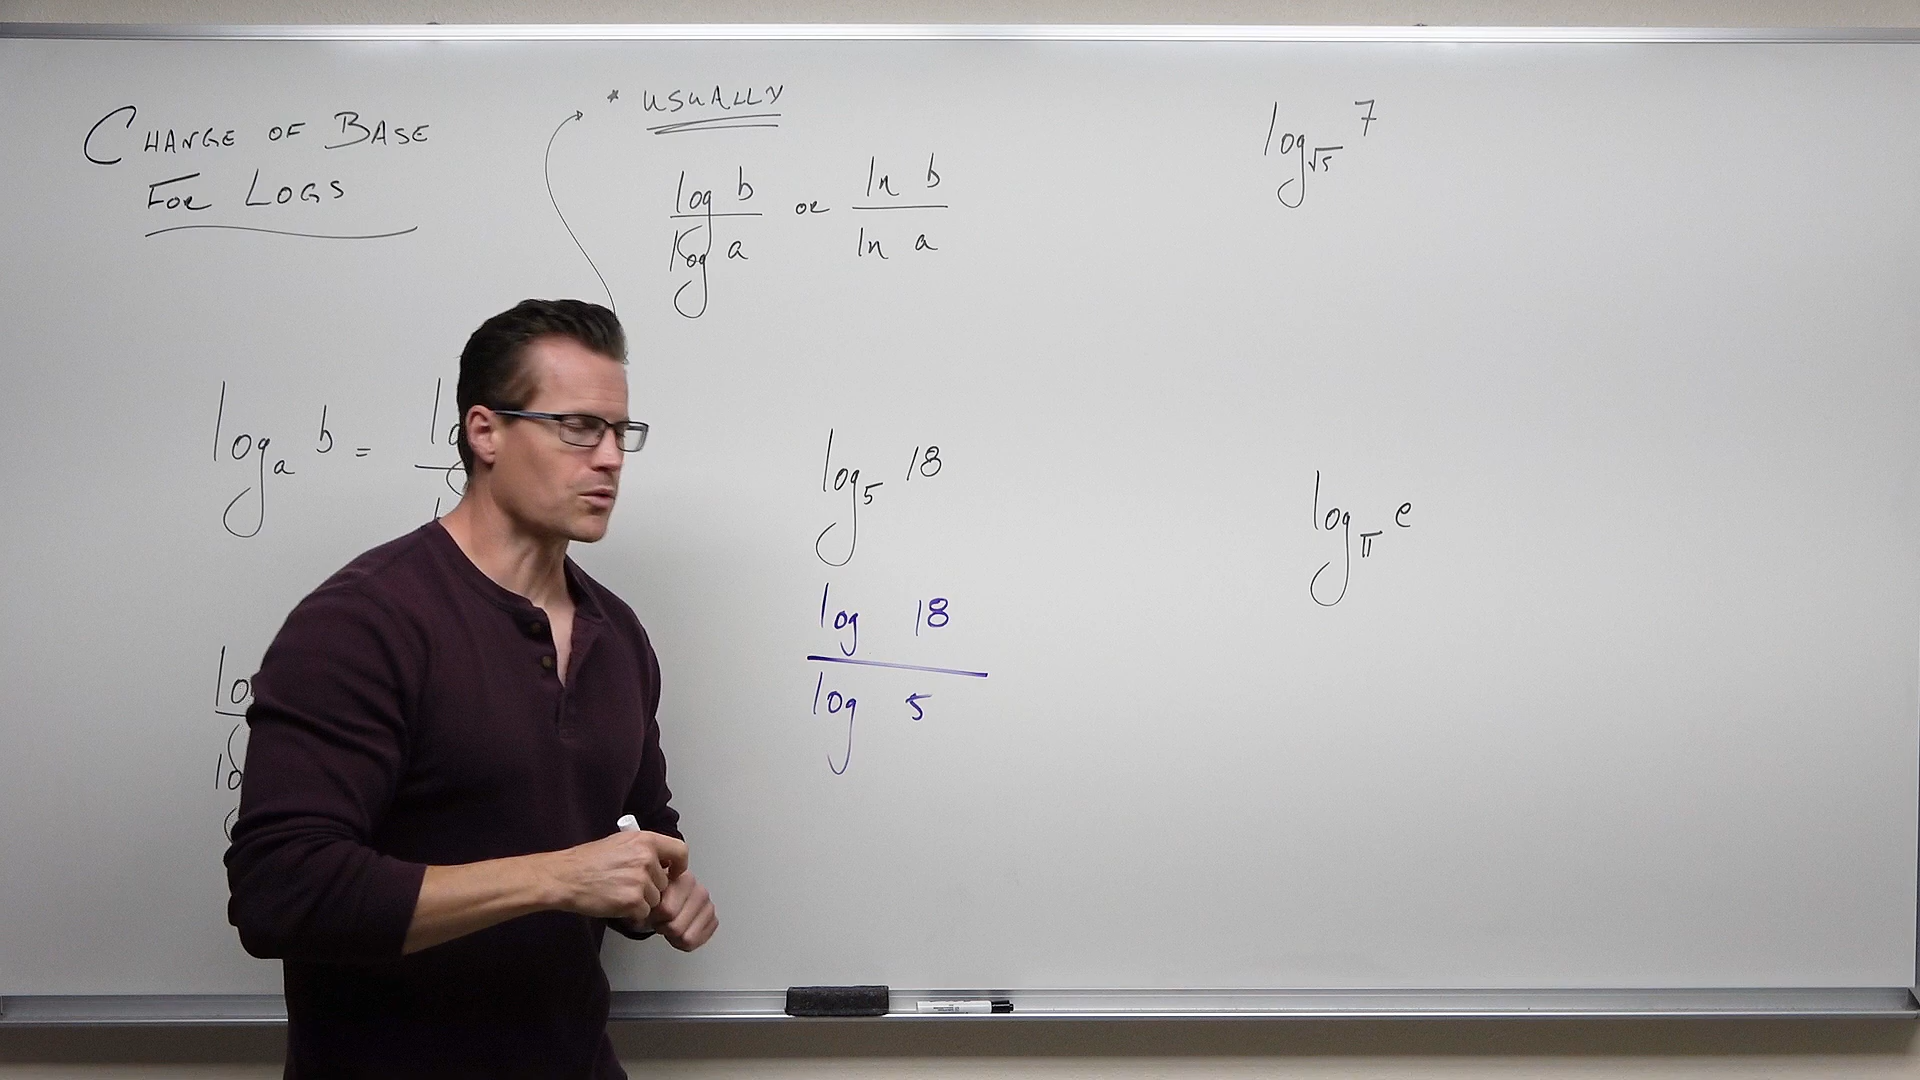 CHANGE OF BASE
FOR LOGS
* USUALLY
log b / log a or ln b / ln a
log_a b =
log_5 18
log 18
log 5
log_√5 7
log_π e